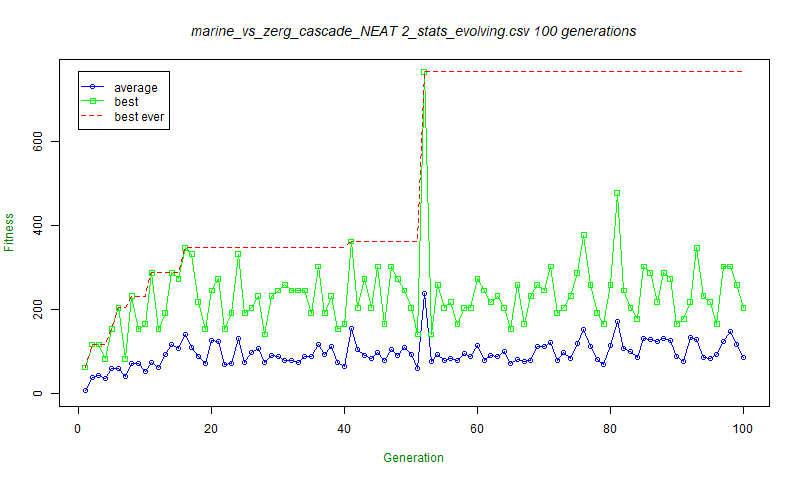 marine_vs_zerg_cascade_NEAT 2_stats_evolving.csv 100 generations
average
best
best ever
Fitness
0
200
400
600
0
20
40
60
80
100
Generation